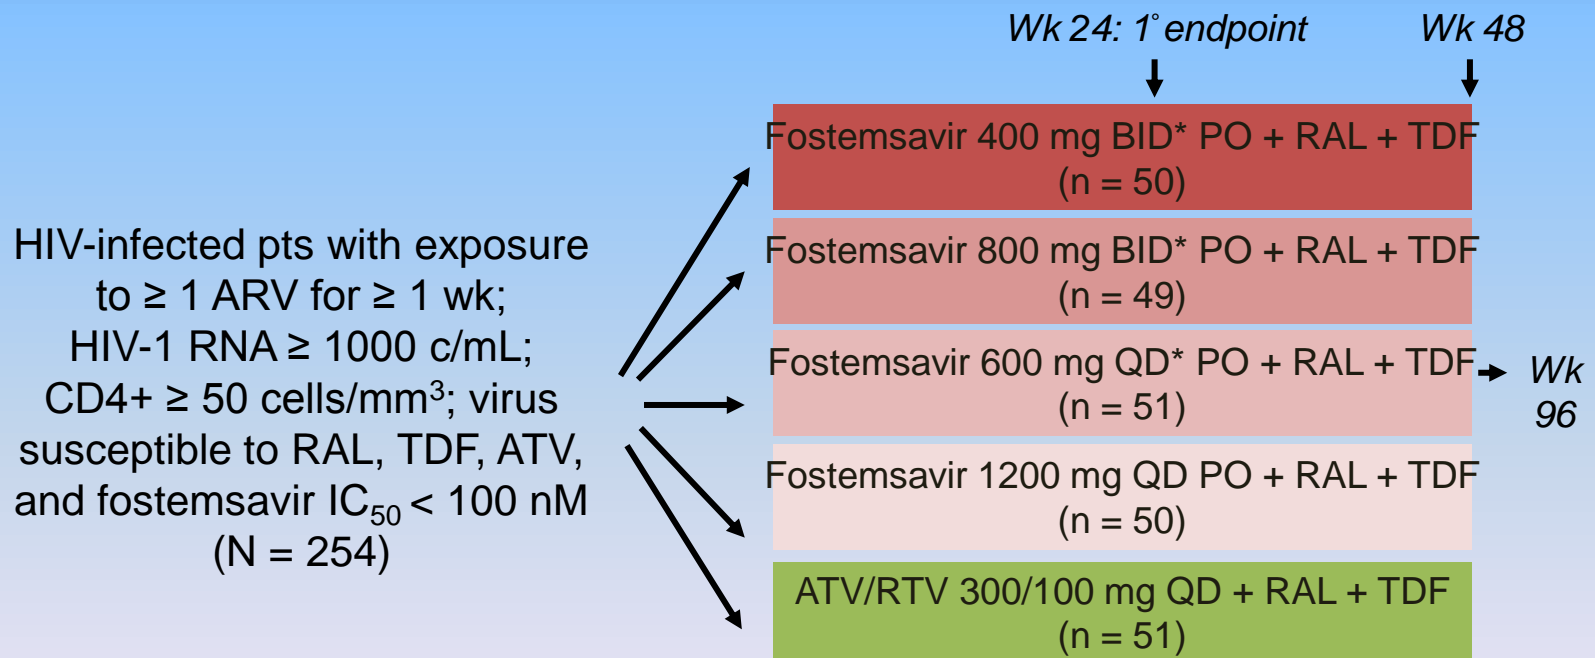 Wk 24: 1° endpoint
Wk 48
HIV-infected pts with exposure
to ≥ 1 ARV for ≥ 1 wk;
HIV-1 RNA ≥ 1000 c/mL;
CD4+ ≥ 50 cells/mm³; virus
susceptible to RAL, TDF, ATV,
and fostemsavir IC₅₀ < 100 nM
(N = 254)
Fostemsavir 400 mg BID* PO + RAL + TDF
(n = 50)
Fostemsavir 800 mg BID* PO + RAL + TDF
(n = 49)
Fostemsavir 600 mg QD* PO + RAL + TDF
(n = 51)
Fostemsavir 1200 mg QD PO + RAL + TDF
(n = 50)
ATV/RTV 300/100 mg QD + RAL + TDF
(n = 51)
Wk
96